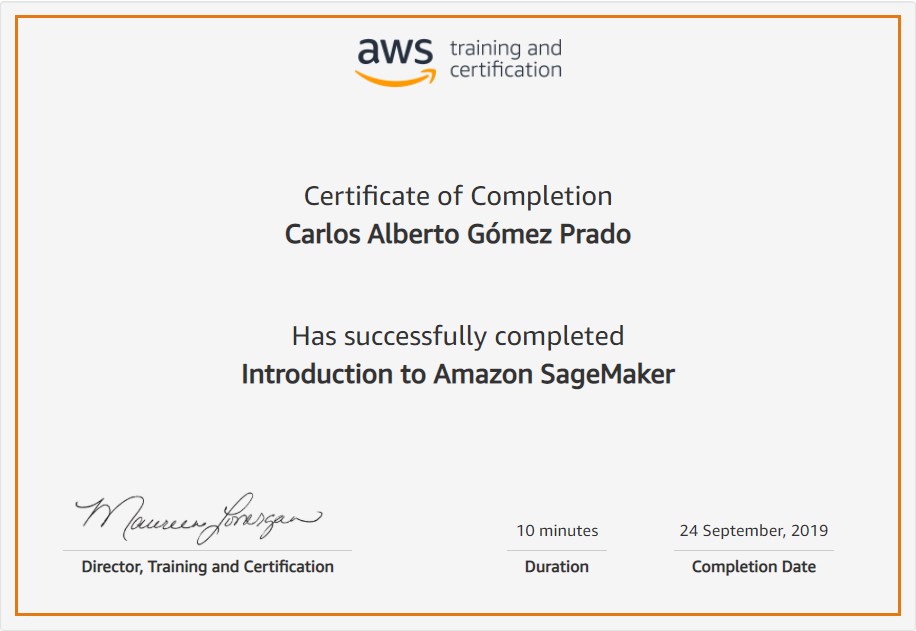 aws
training and
certification
Certificate of Completion
Carlos Alberto Gómez Prado
Has successfully completed
Introduction to Amazon SageMaker
Maureen Lonergan
10 minutes
24 September, 2019
Director, Training and Certification
Duration
Completion Date